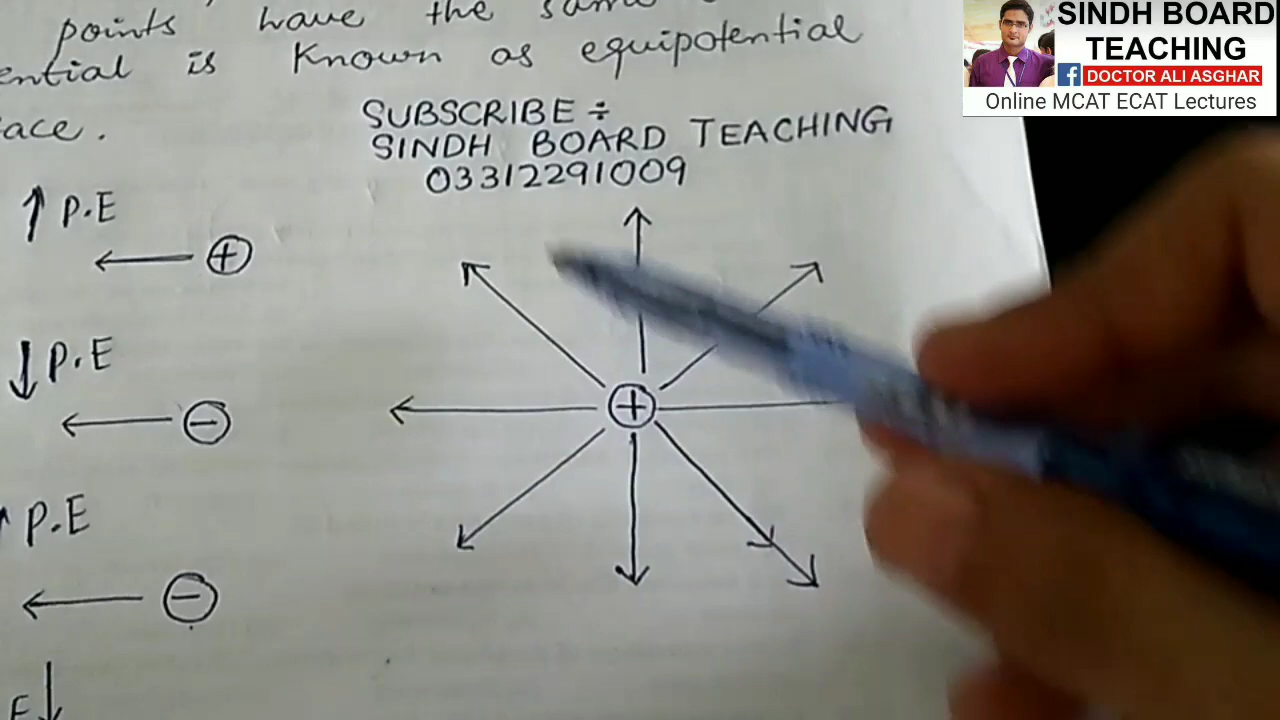 points have the same
ential is Known as equipotential
ace.
SUBSCRIBE ÷
SINDH BOARD TEACHING
03312291009
↑ P.E
← +
↓ P.E
← −
↑ P.E
← −
E ↓
+
SINDH BOARD
TEACHING
f DOCTOR ALI ASGHAR
Online MCAT ECAT Lectures